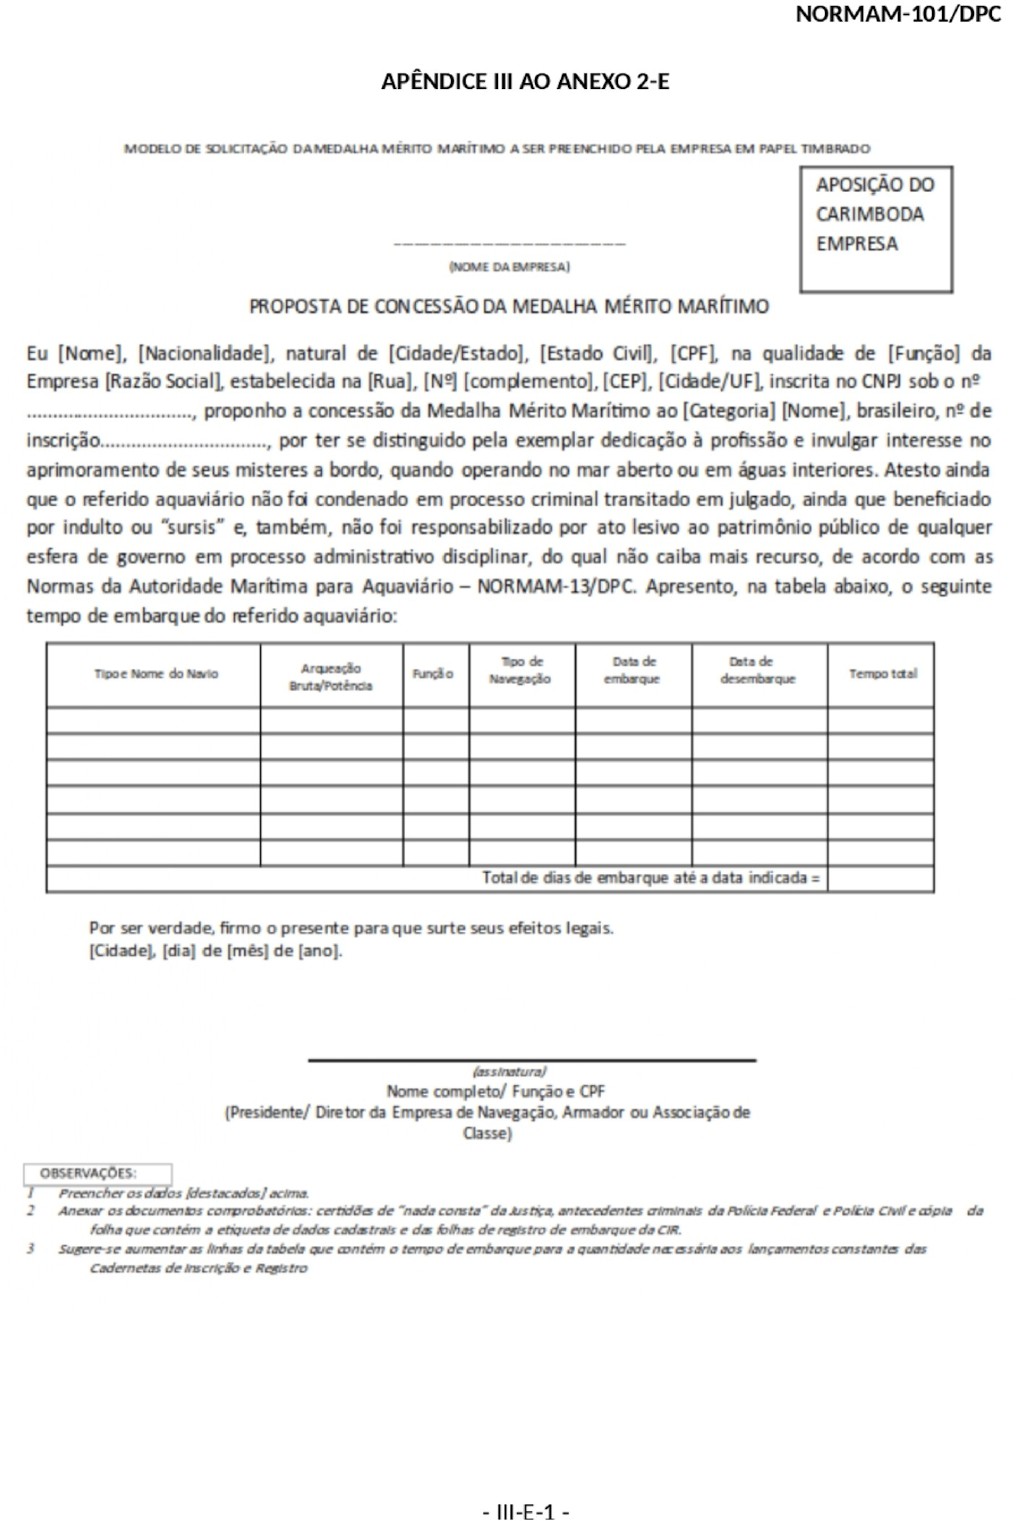 NORMAM-101/DPC
APÊNDICE III AO ANEXO 2-E
MODELO DE SOLICITAÇÃO DA MEDALHA MÉRITO MARÍTIMO A SER PREENCHIDO PELA EMPRESA EM PAPEL TIMBRADO
APOSIÇÃO DO
CARIMBODA
EMPRESA
(NOME DA EMPRESA)
PROPOSTA DE CONCESSÃO DA MEDALHA MÉRITO MARÍTIMO
Eu [Nome], [Nacionalidade], natural de [Cidade/Estado], [Estado Civil], [CPF], na qualidade de [Função] da
Empresa [Razão Social], estabelecida na [Rua], [Nº] [complemento], [CEP], [Cidade/UF], inscrita no CNPJ sob o nº
................................, proponho a concessão da Medalha Mérito Marítimo ao [Categoria] [Nome], brasileiro, nº de
inscrição................................, por ter se distinguido pela exemplar dedicação à profissão e invulgar interesse no
aprimoramento de seus misteres a bordo, quando operando no mar aberto ou em águas interiores. Atesto ainda
que o referido aquaviário não foi condenado em processo criminal transitado em julgado, ainda que beneficiado
por indulto ou “sursis” e, também, não foi responsabilizado por ato lesivo ao patrimônio público de qualquer
esfera de governo em processo administrativo disciplinar, do qual não caiba mais recurso, de acordo com as
Normas da Autoridade Marítima para Aquaviário – NORMAM-13/DPC. Apresento, na tabela abaixo, o seguinte
tempo de embarque do referido aquaviário:
Tipo e Nome do Navio
Arqueação
Bruta/Potência
Função
Tipo de
Navegação
Data de
embarque
Data de
desembarque
Tempo total
Total de dias de embarque até a data indicada =
Por ser verdade, firmo o presente para que surte seus efeitos legais.
[Cidade], [dia] de [mês] de [ano].
(assinatura)
Nome completo/ Função e CPF
(Presidente/ Diretor da Empresa de Navegação, Armador ou Associação de
Classe)
OBSERVAÇÕES:
1 Preencher os dados [destacados] acima.
2 Anexar os documentos comprobatórios: certidões de “nada consta” da Justiça, antecedentes criminais da Polícia Federal e Polícia Civil e cópia da
folha que contém a etiqueta de dados cadastrais e das folhas de registro de embarque da CIR.
3 Sugere-se aumentar as linhas da tabela que contém o tempo de embarque para a quantidade necessária aos lançamentos constantes das
Cadernetas de Inscrição e Registro
- III-E-1 -